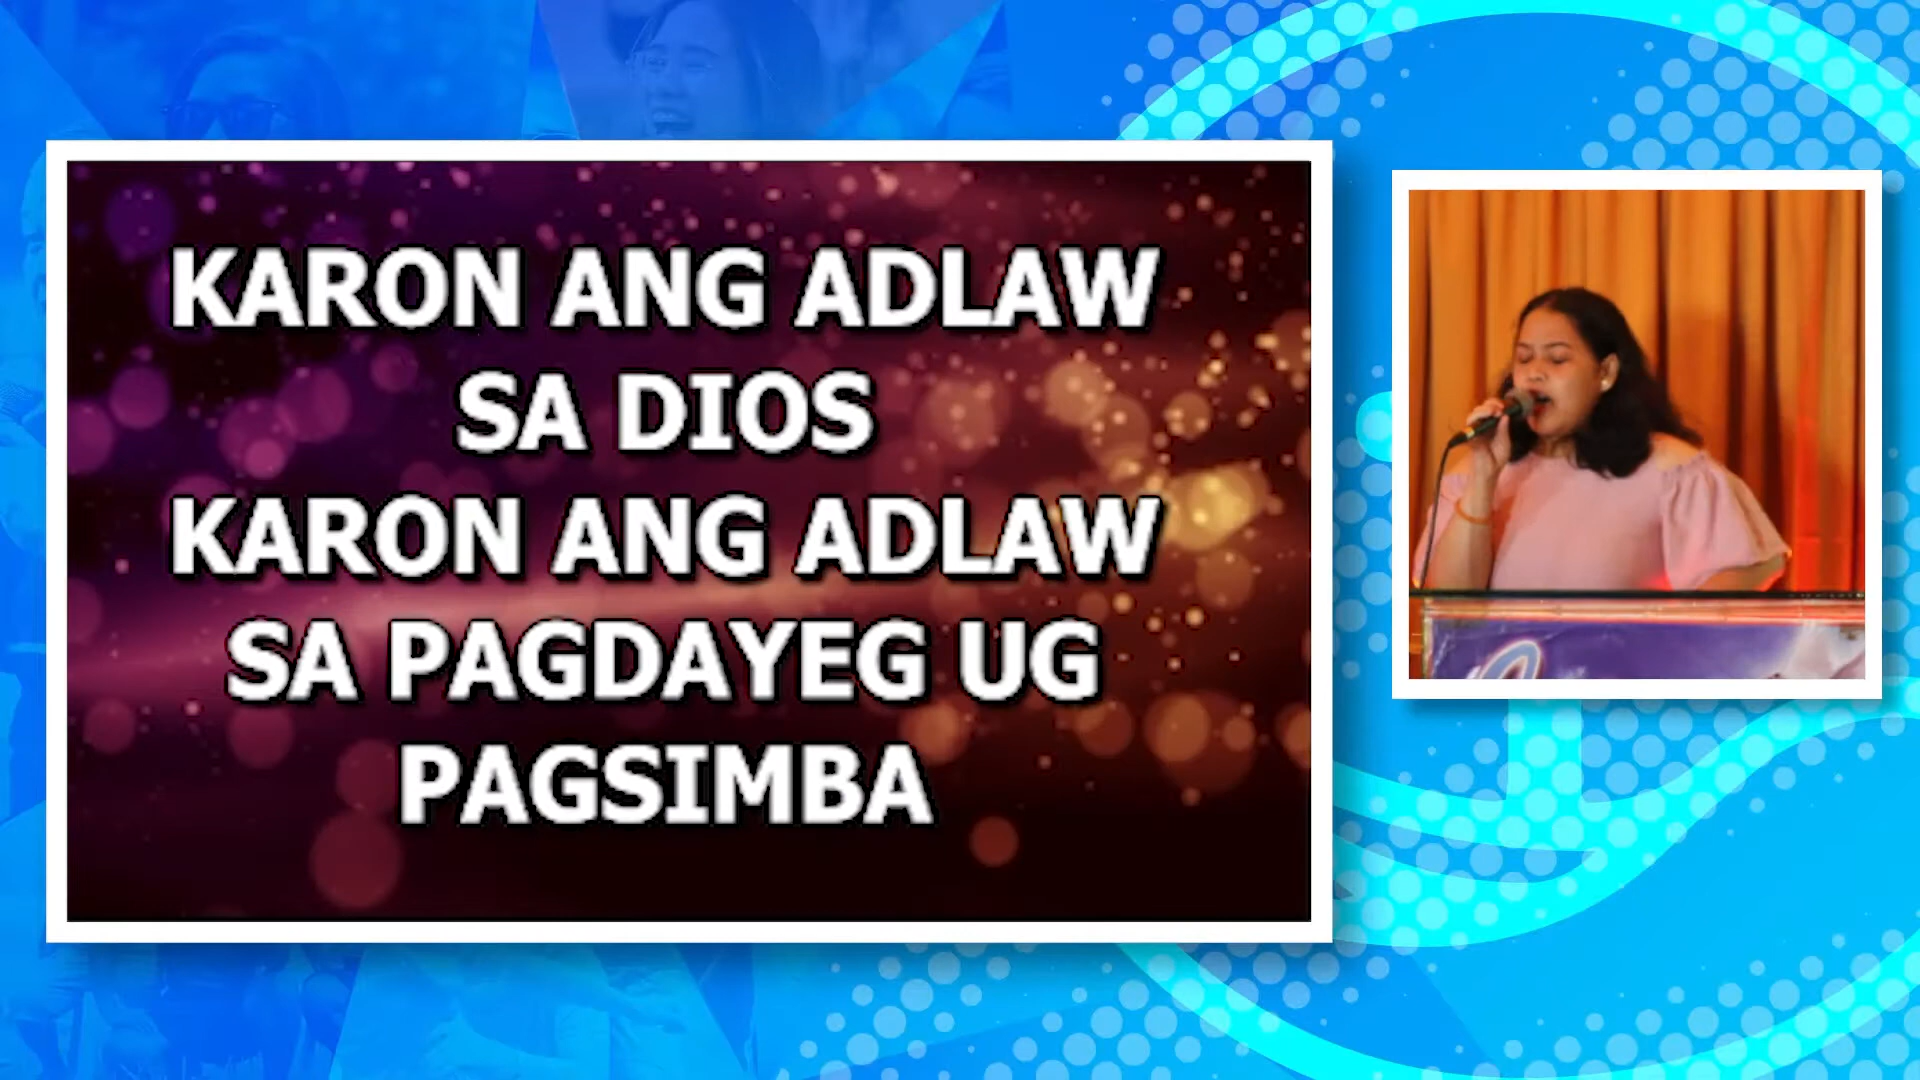 KARON ANG ADLAW
SA DIOS
KARON ANG ADLAW
SA PAGDAYEG UG
PAGSIMBA